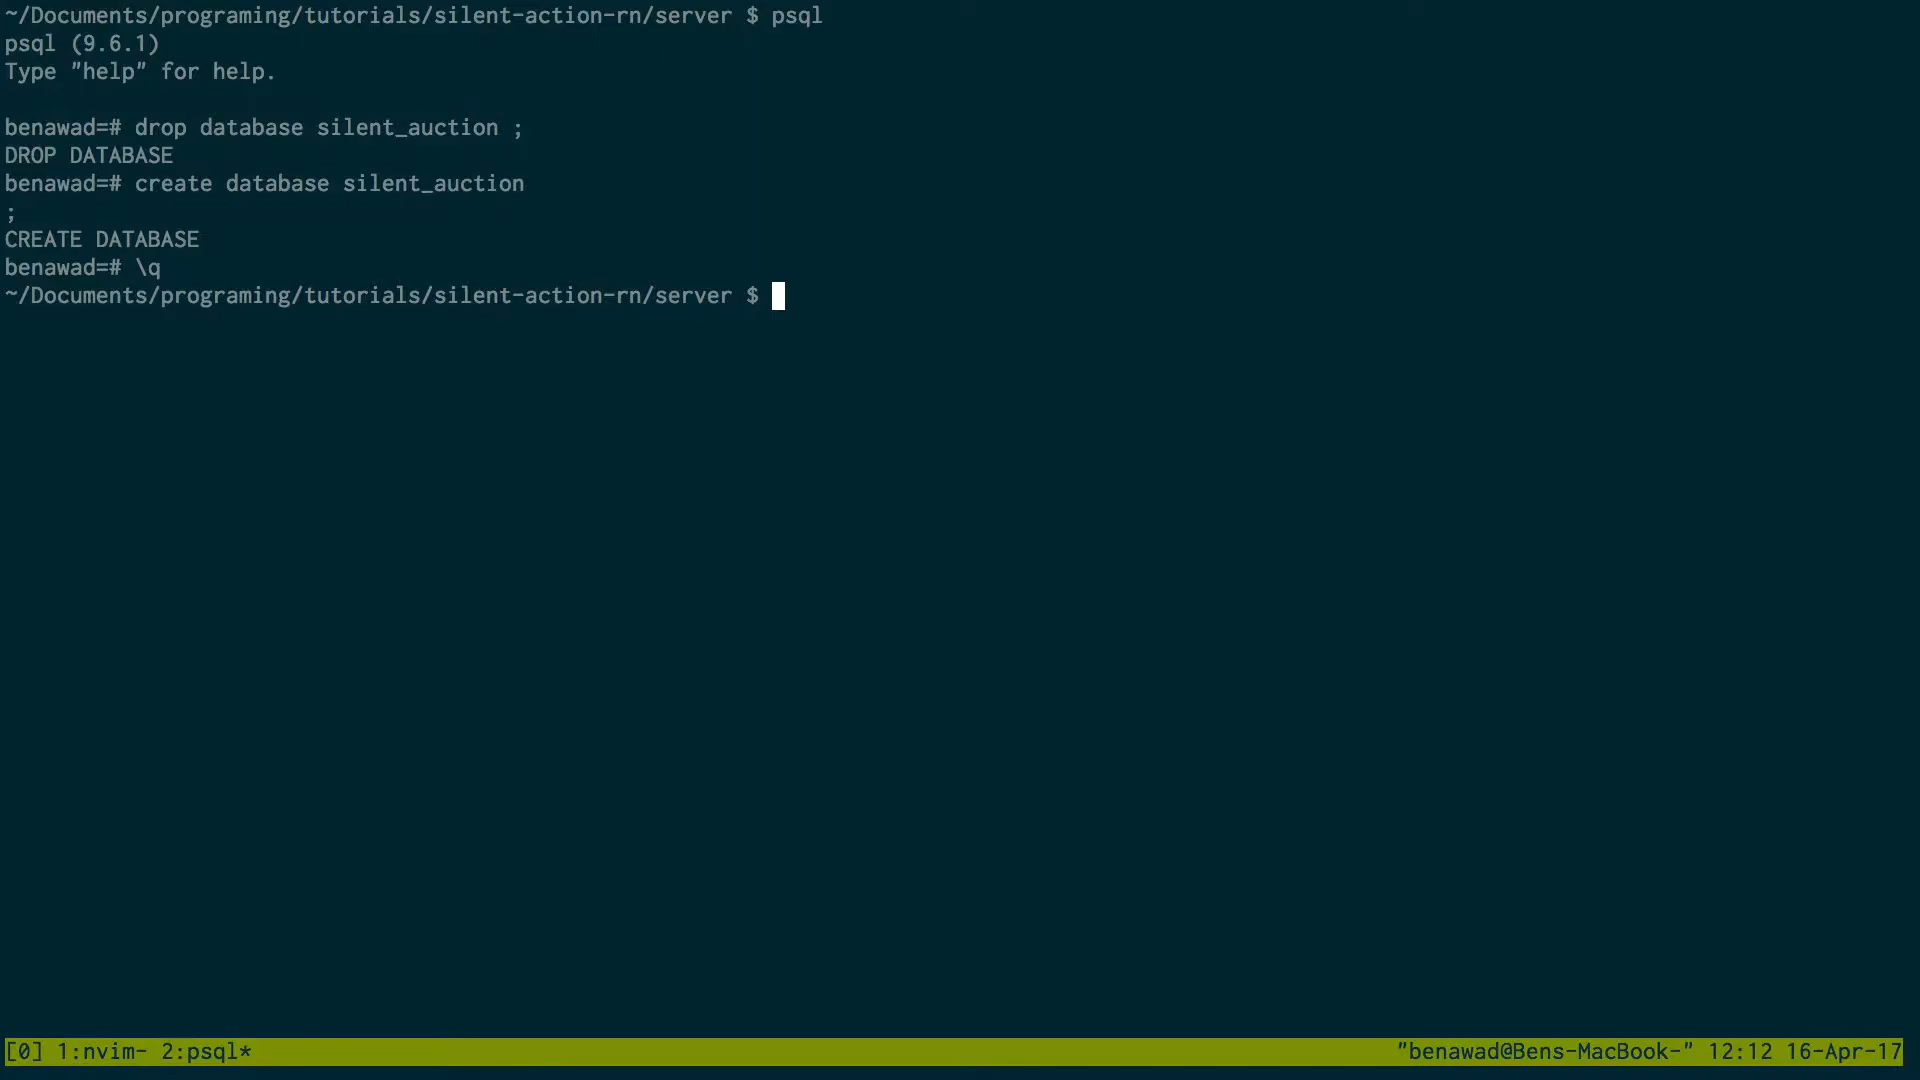 ~/Documents/programing/tutorials/silent-action-rn/server $ psql
psql (9.6.1)
Type "help" for help.
benawad=# drop database silent_auction ;
DROP DATABASE
benawad=# create database silent_auction
;
CREATE DATABASE
benawad=# \q
~/Documents/programing/tutorials/silent-action-rn/server $
[0] 1:nvim- 2:psql* "benawad@Bens-MacBook-" 12:12 16-Apr-17